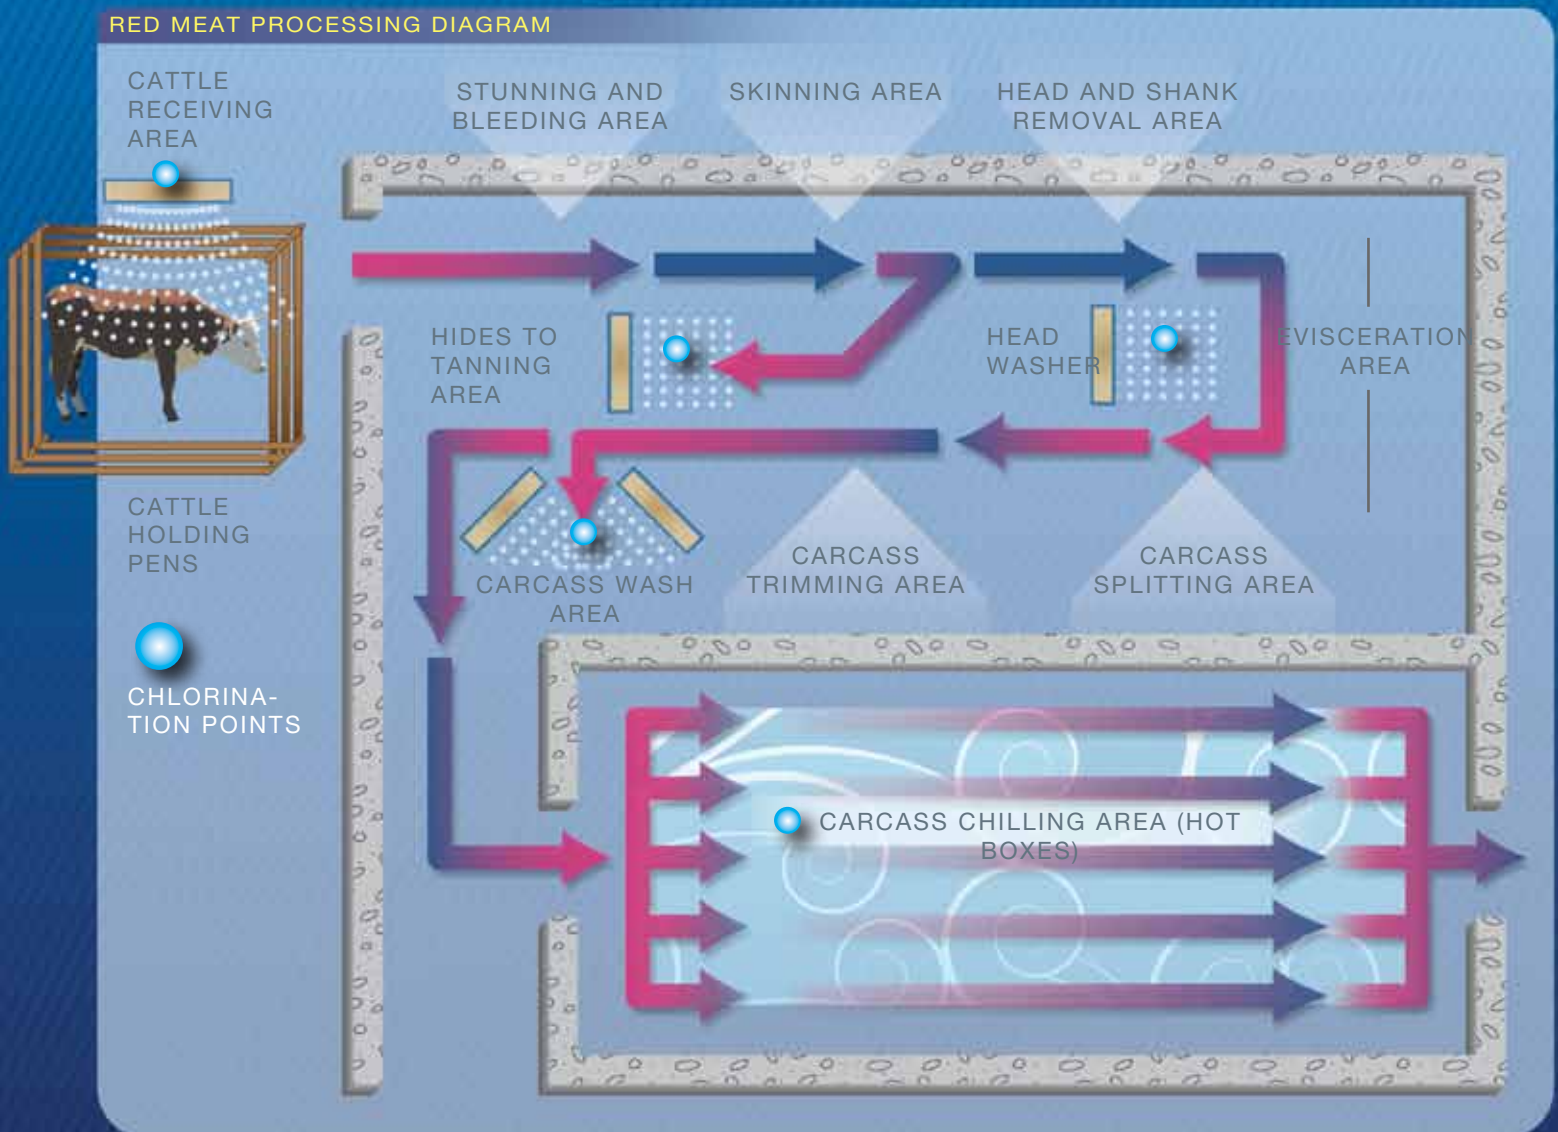 RED MEAT PROCESSING DIAGRAM
CATTLE
RECEIVING
AREA
STUNNING AND
BLEEDING AREA
SKINNING AREA
HEAD AND SHANK
REMOVAL AREA
HIDES TO
TANNING
AREA
HEAD
WASHER
EVISCERATION
AREA
CATTLE
HOLDING
PENS
CARCASS WASH
AREA
CARCASS
TRIMMING AREA
CARCASS
SPLITTING AREA
CHLORINA-
TION POINTS
CARCASS CHILLING AREA (HOT
BOXES)